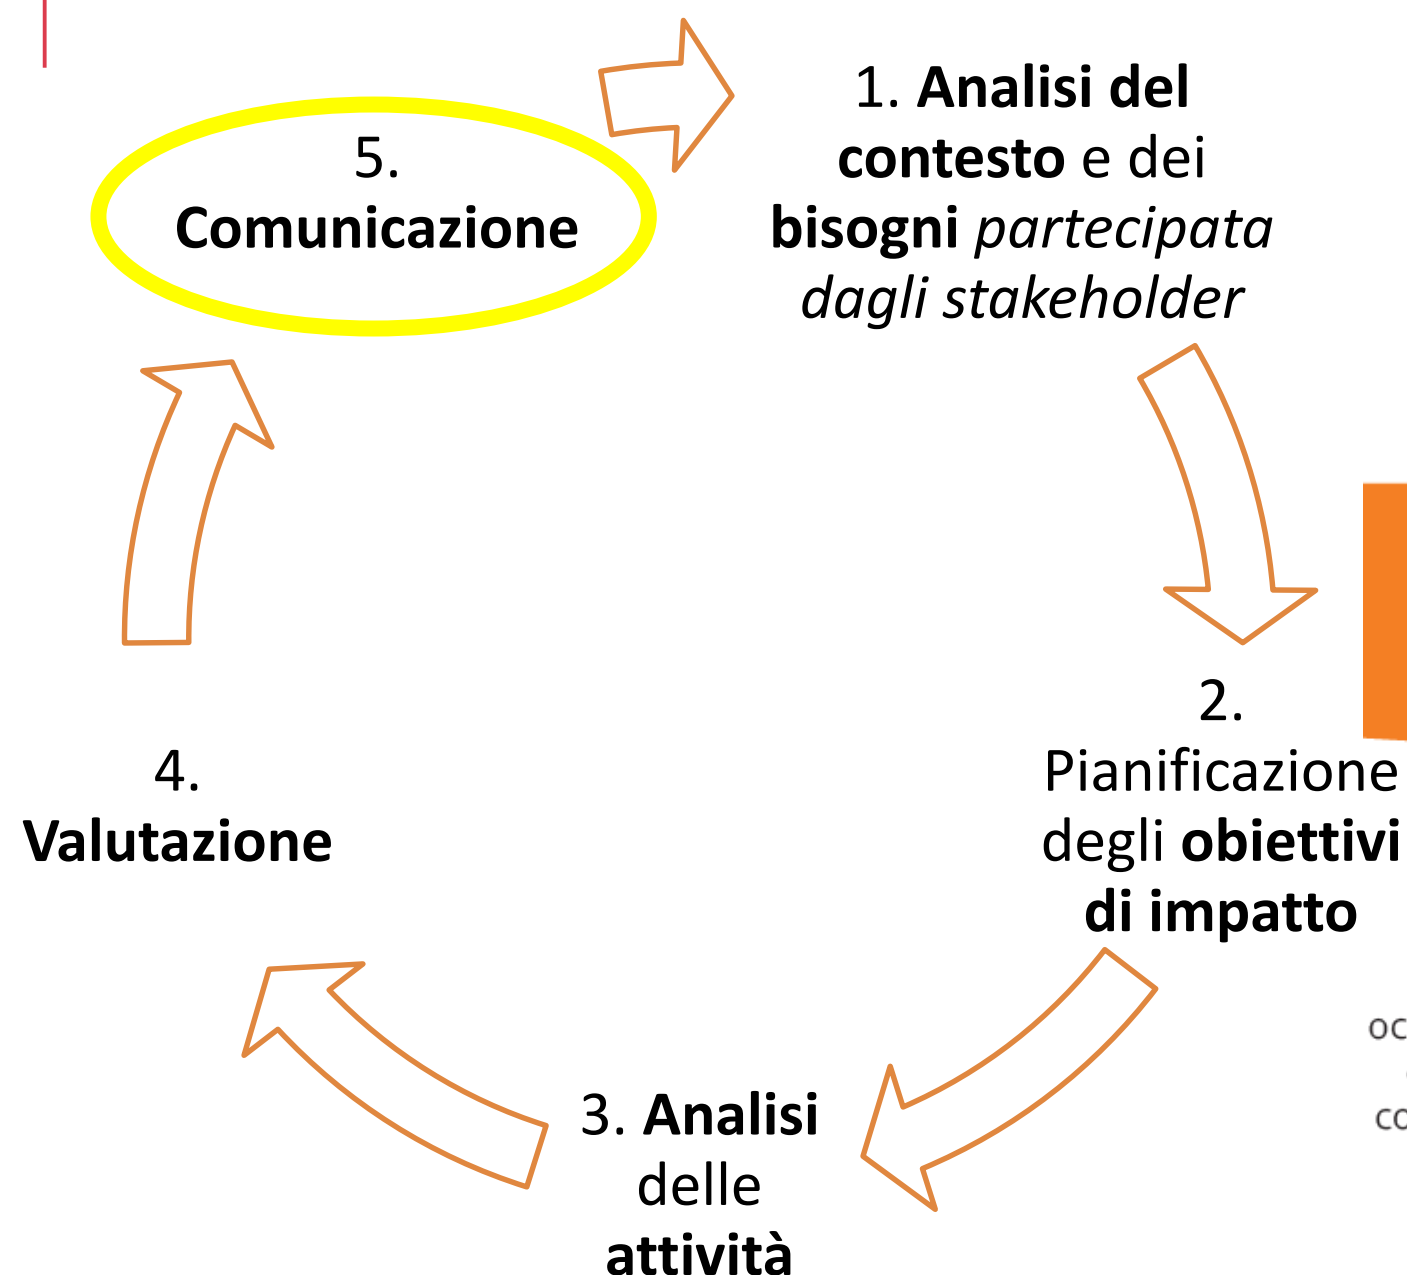 1. Analisi del
contesto e dei
bisogni partecipata
dagli stakeholder
2.
Pianificazione
degli obiettivi
di impatto
3. Analisi
delle
attività
4.
Valutazione
5.
Comunicazione